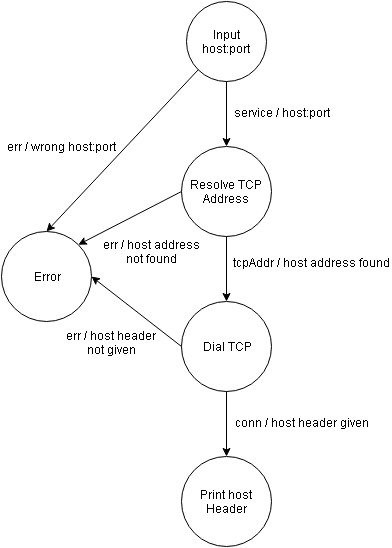 Input
host:port
service / host:port
err / wrong host:port
Resolve TCP
Address
err / host address
not found
tcpAddr / host address found
Error
err / host header
not given
Dial TCP
conn / host header given
Print host
Header